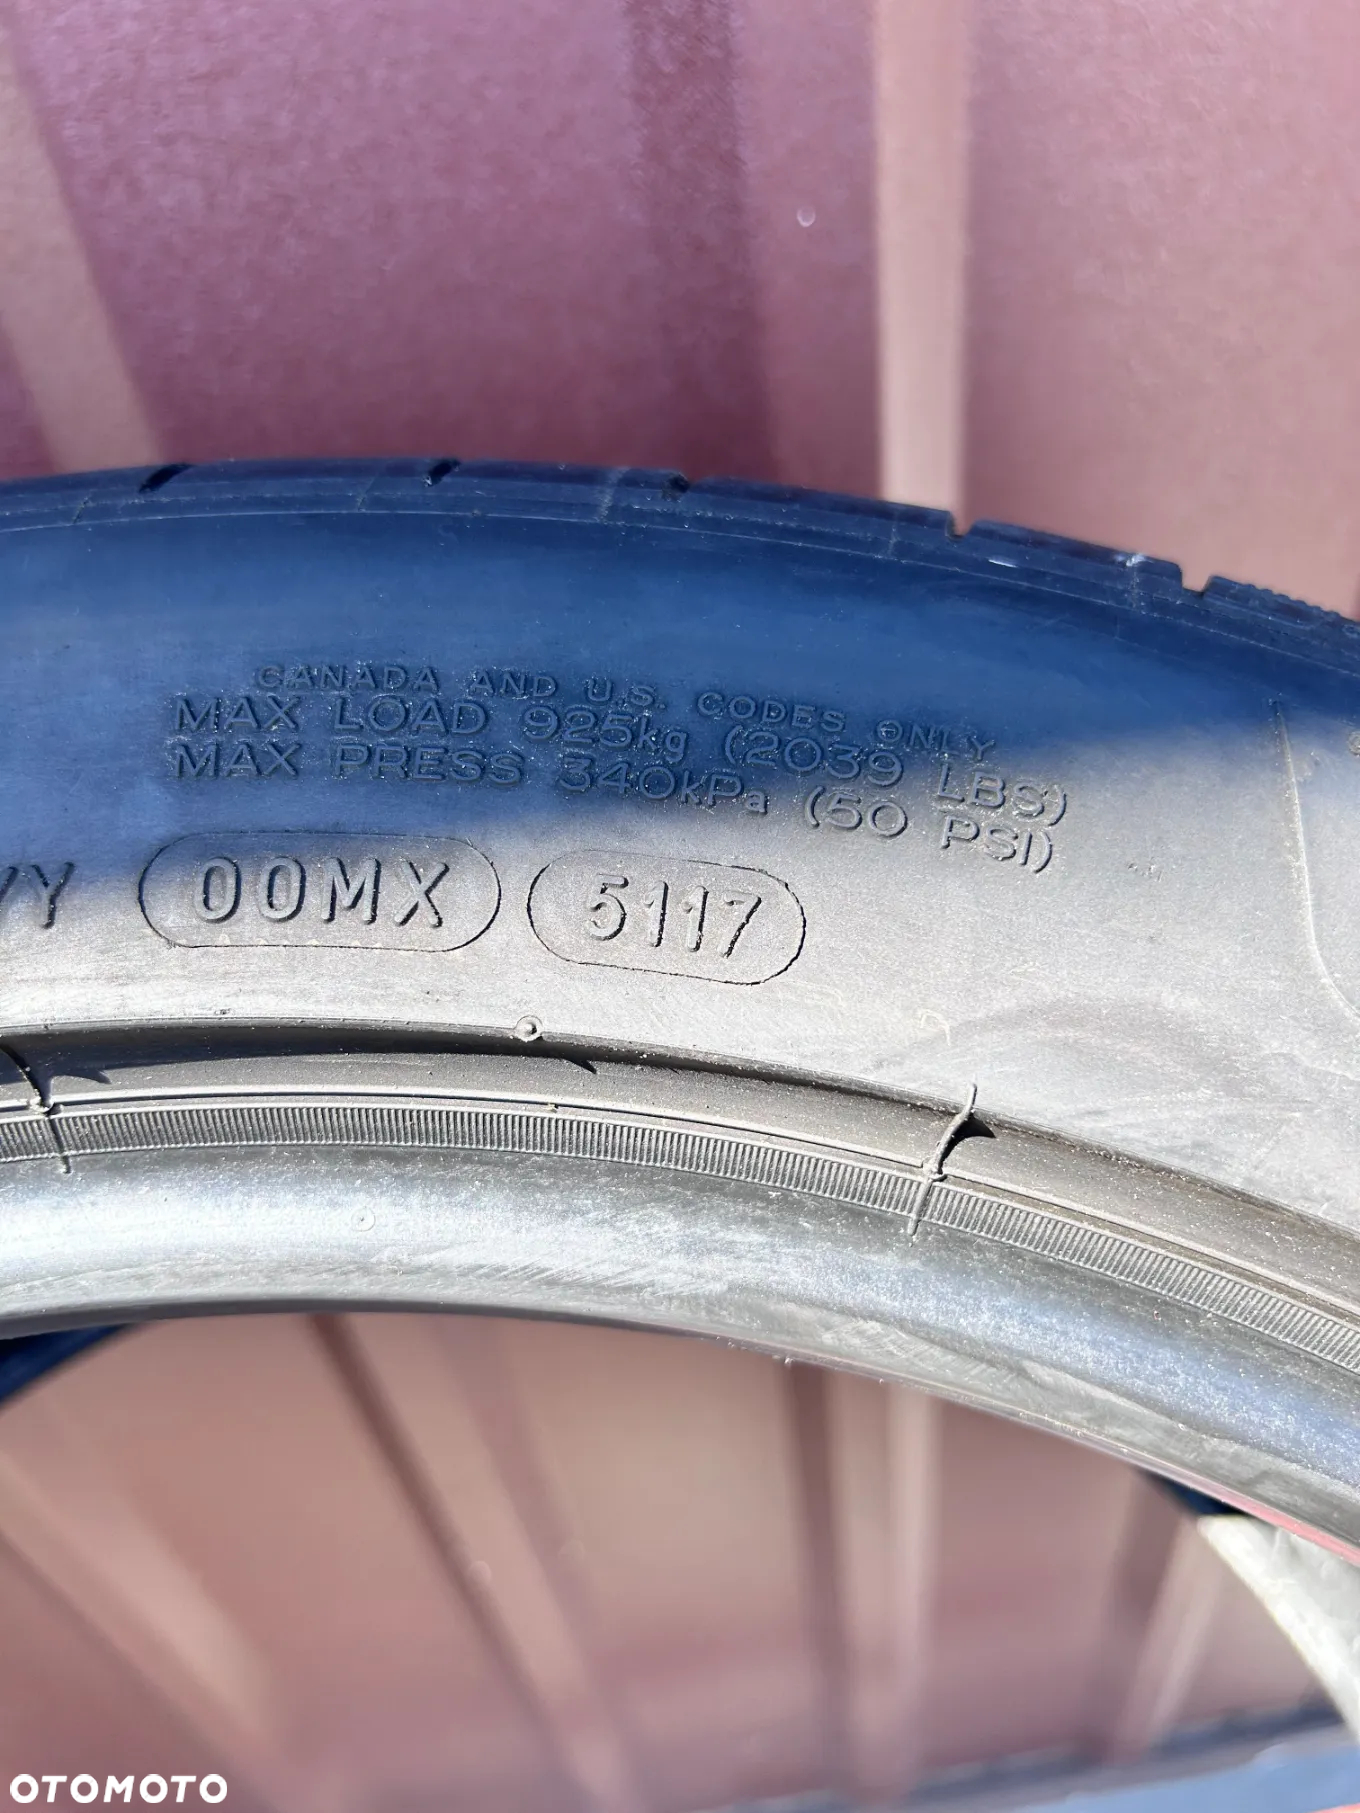 CANADA AND U.S. CODES ONLY
MAX LOAD 925kg (2039 LBS)
MAX PRESS 340kPa (50 PSI)
00MX 5117
OTOMOTO